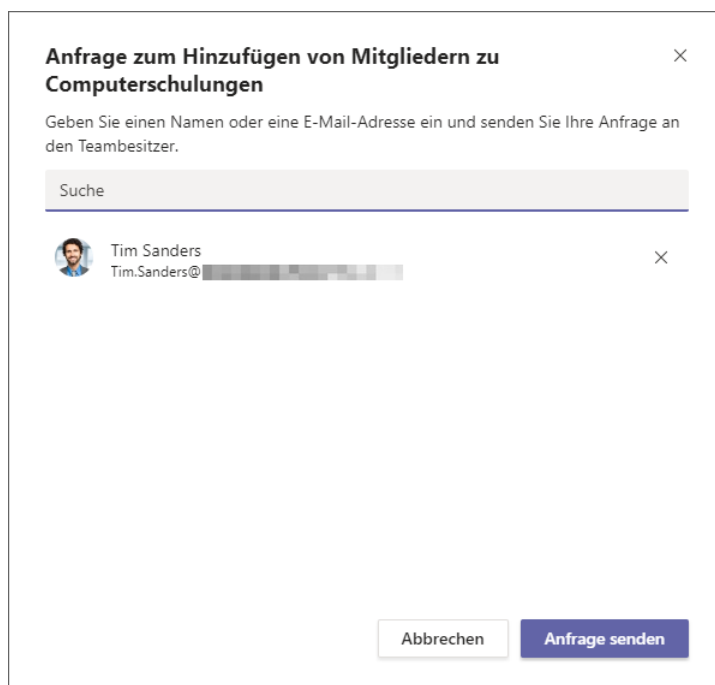 Anfrage zum Hinzufügen von Mitgliedern zu
Computerschulungen
Geben Sie einen Namen oder eine E-Mail-Adresse ein und senden Sie Ihre Anfrage an
den Teambesitzer.
Suche
Tim Sanders
Tim.Sanders@
Abbrechen
Anfrage senden